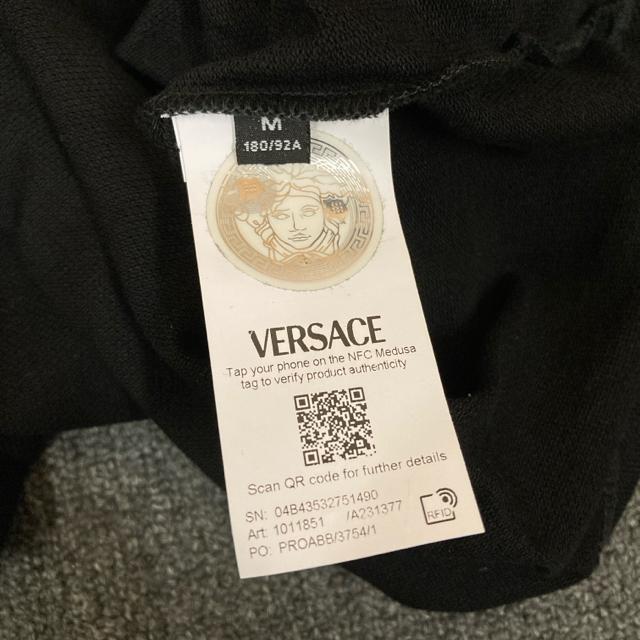 M
180/92A
VERSACE
Tap your phone on the NFC Medusa
tag to verify product authenticity
Scan QR code for further details
SN: 04B43532751490
Art: 1011851 /A231377
PO: PROABB/3754/1
RFID